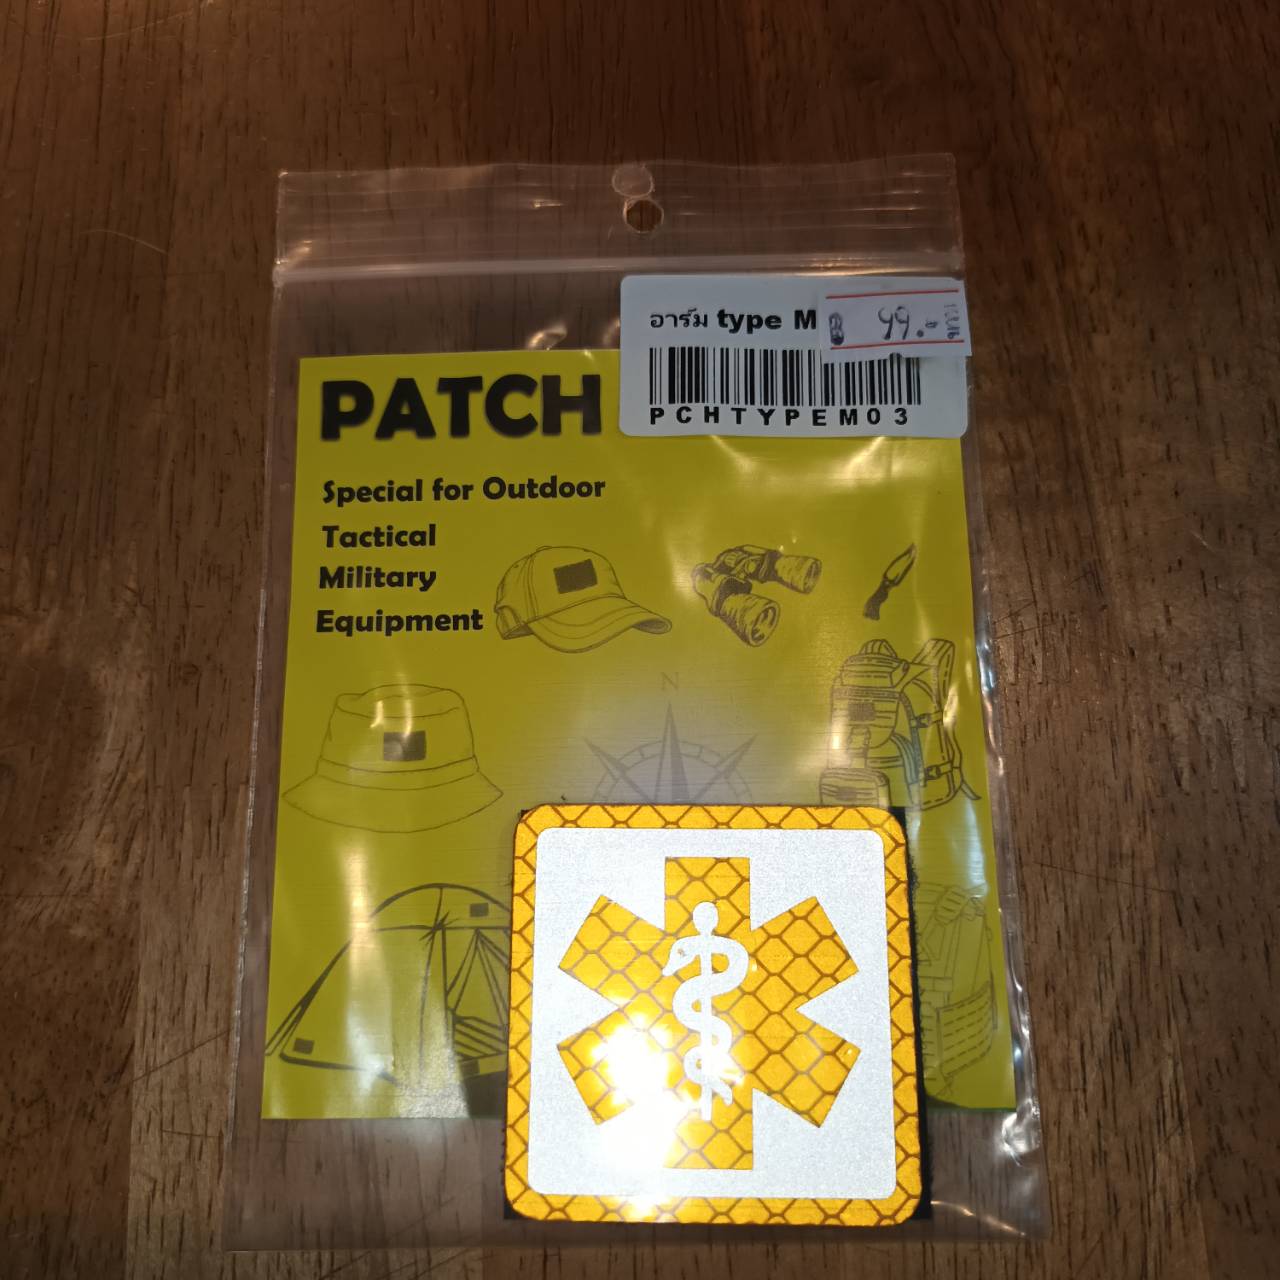 อาร์ม type M
99.-
PCHTYPEM03
PATCH
Special for Outdoor
Tactical
Military
Equipment
N